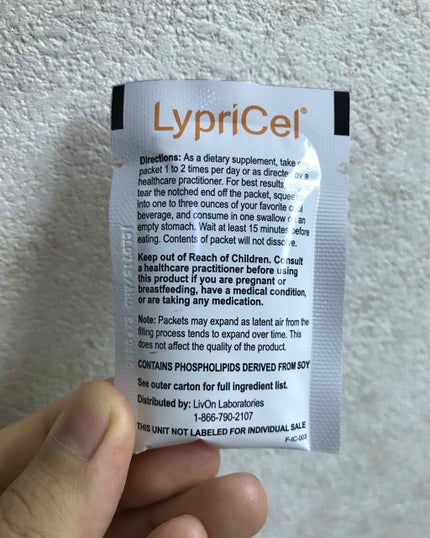 LypriCel®
Directions: As a dietary supplement, take
packet 1 to 2 times per day or as directed by a
healthcare practitioner. For best results,
tear the notched end off the packet, squeeze
into one to three ounces of your favorite cool
beverage, and consume in one swallow on an
empty stomach. Wait at least 15 minutes before
eating. Contents of packet will not dissolve.
Keep out of Reach of Children. Consult
a healthcare practitioner before using
this product if you are pregnant or
breastfeeding, have a medical condition,
or are taking any medication.
Note: Packets may expand as latent air from the
filling process tends to expand over time. This
does not affect the quality of the product.
CONTAINS PHOSPHOLIPIDS DERIVED FROM SOY
See outer carton for full ingredient list.
Distributed by: LivOn Laboratories
1-866-790-2107
THIS UNIT NOT LABELED FOR INDIVIDUAL SALE
F-IC-003